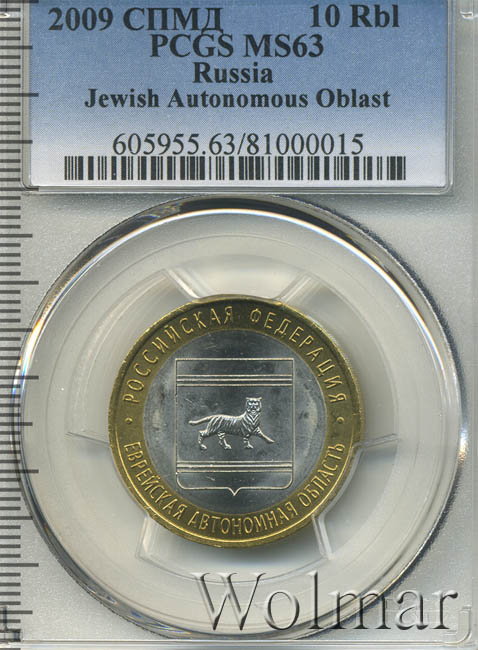 2009 СПМД 10 Rbl
PCGS MS63
Russia
Jewish Autonomous Oblast
605955.63/81000015
РОССИЙСКАЯ ФЕДЕРАЦИЯ
ЕВРЕЙСКАЯ АВТОНОМНАЯ ОБЛАСТЬ
Wolmar